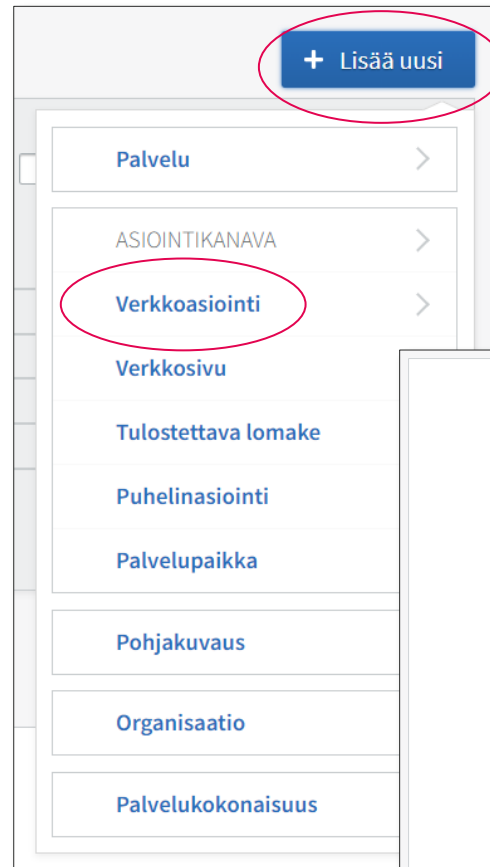 + Lisää uusi
Palvelu
ASIOINTIKANAVA
Verkkoasiointi
Verkkosivu
Tulostettava lomake
Puhelinasiointi
Palvelupaikka
Pohjakuvaus
Organisaatio
Palvelukokonaisuus